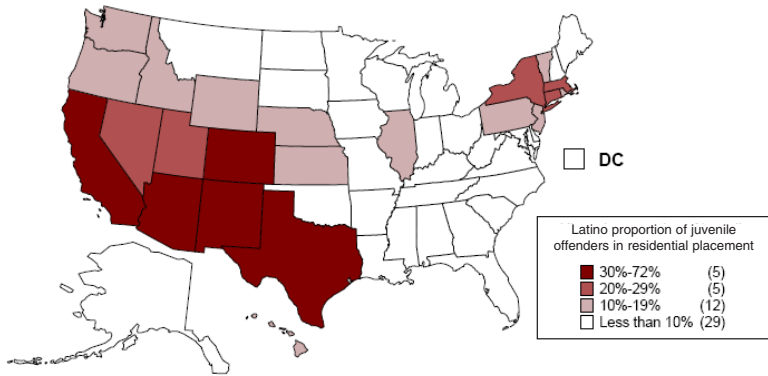 DC
Latino proportion of juvenile
offenders in residential placement
30%-72% (5)
20%-29% (5)
10%-19% (12)
Less than 10% (29)